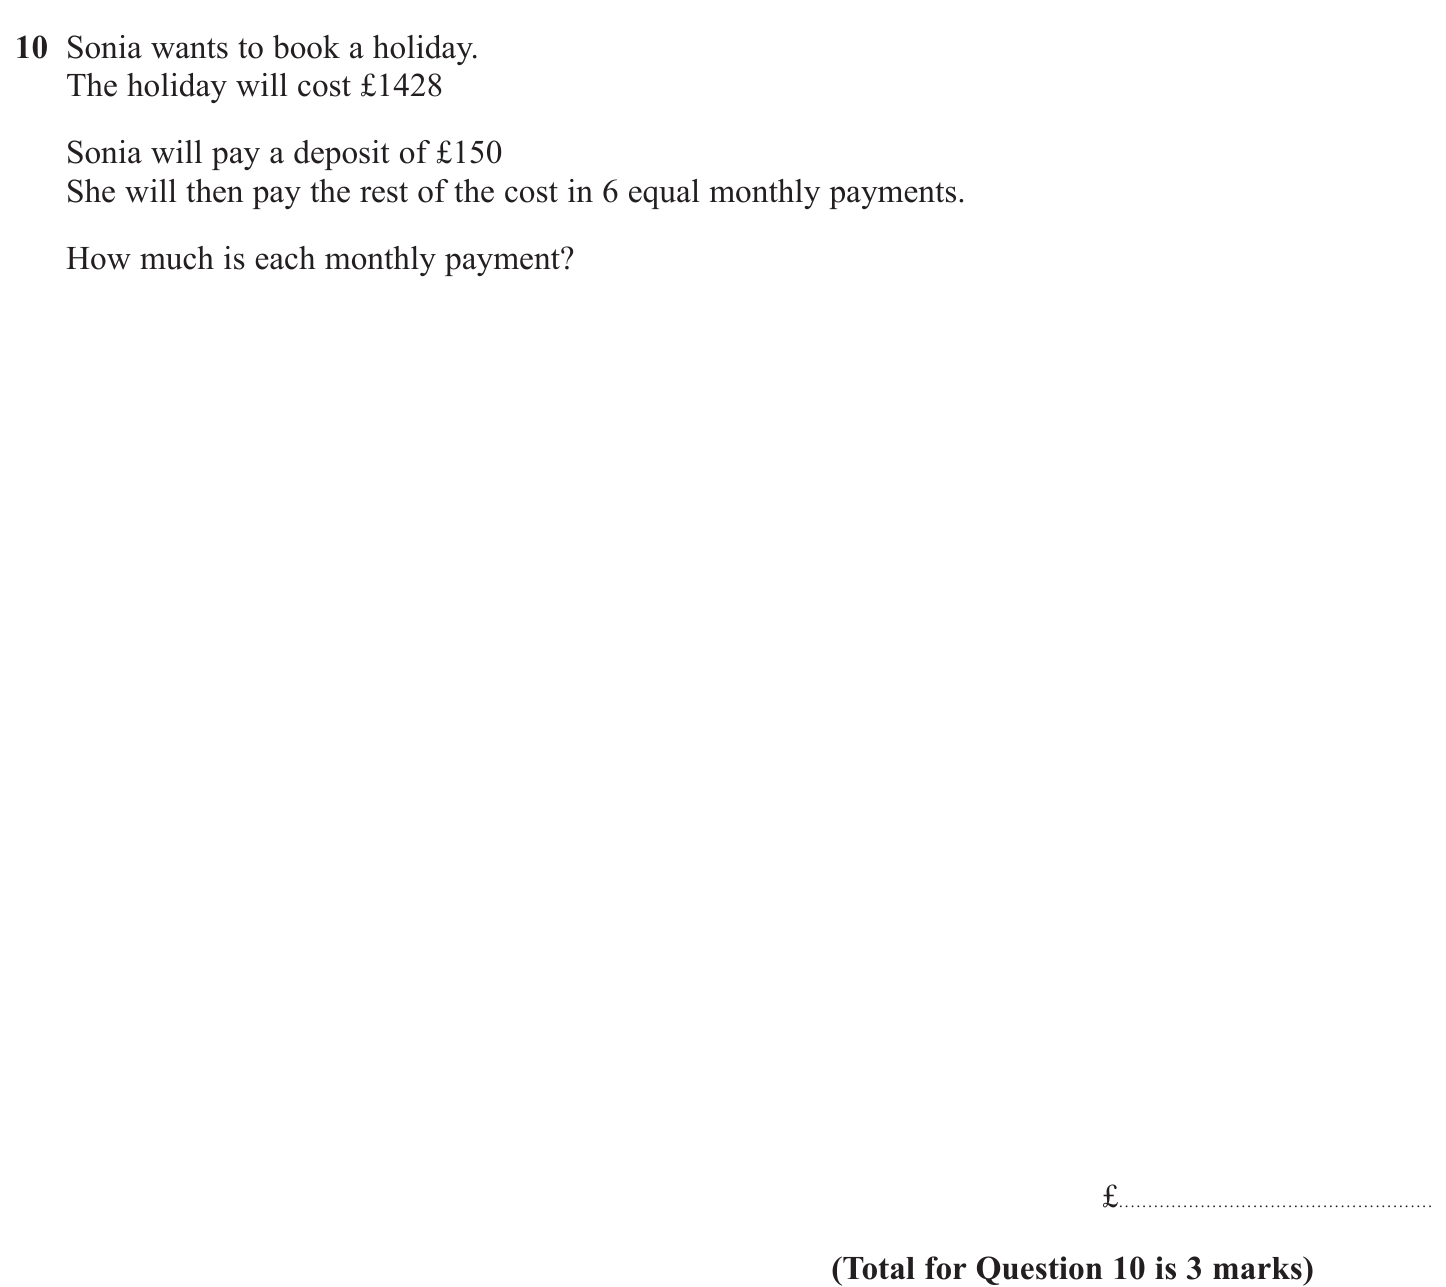 10 Sonia wants to book a holiday.
The holiday will cost £1428
Sonia will pay a deposit of £150
She will then pay the rest of the cost in 6 equal monthly payments.
How much is each monthly payment?
£......................................................
(Total for Question 10 is 3 marks)